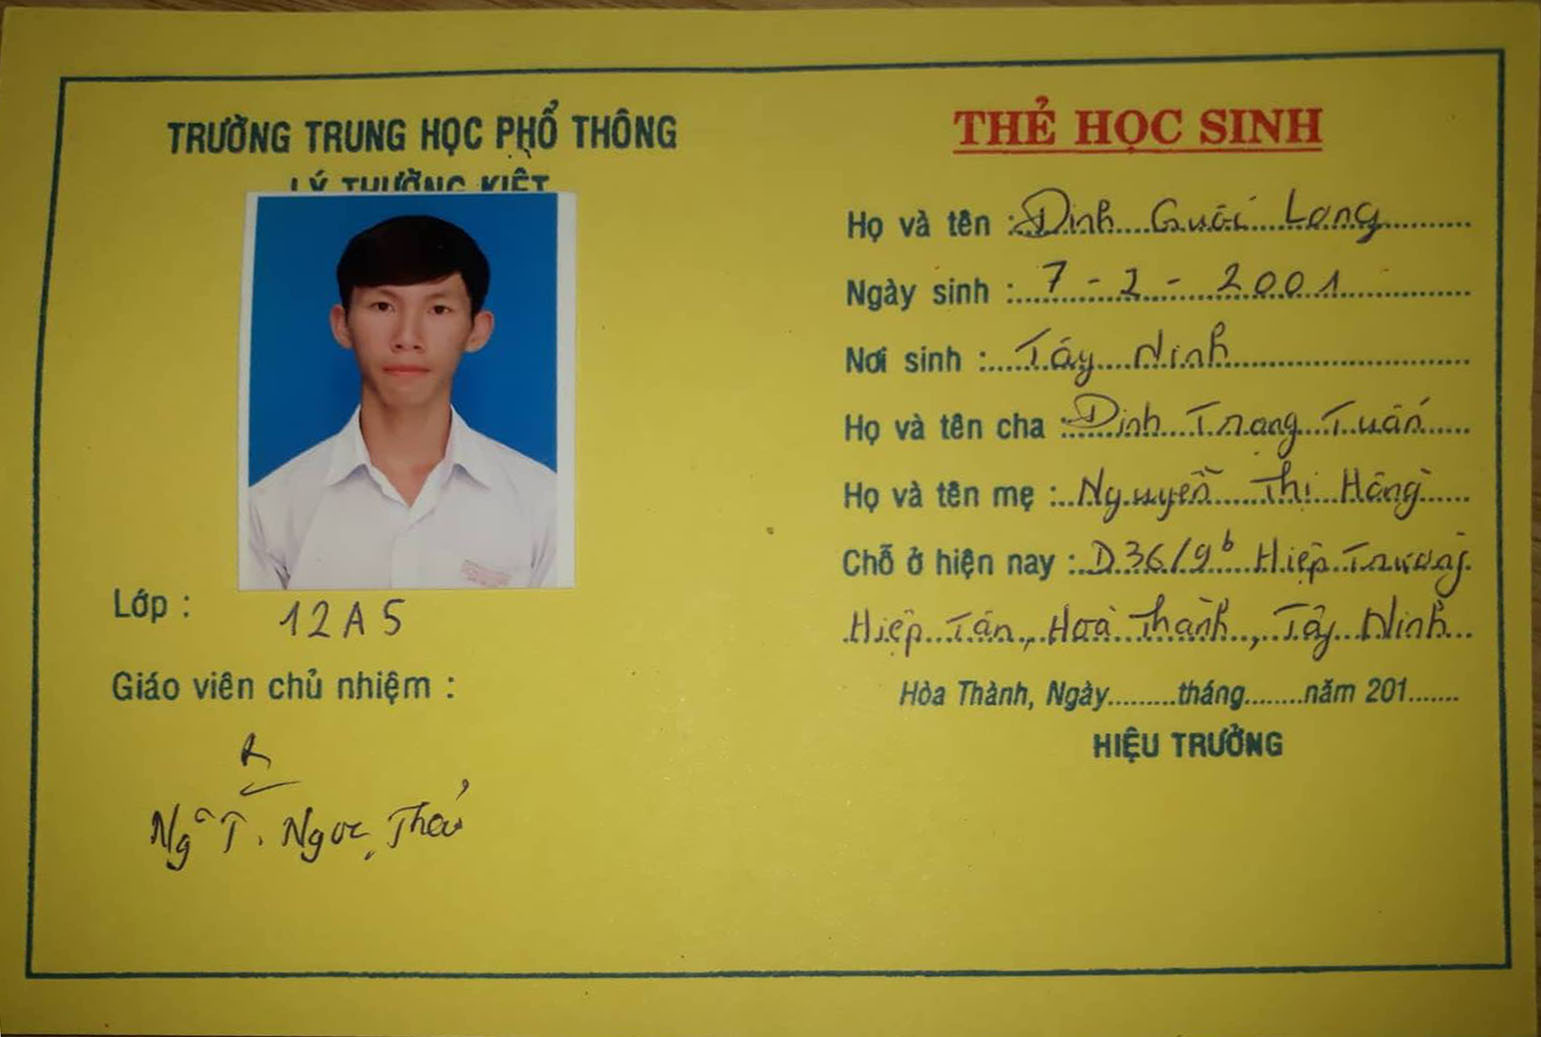 TRƯỜNG TRUNG HỌC PHỔ THÔNG
LÝ THƯỜNG KIỆT
Lớp : 12A5
Giáo viên chủ nhiệm :
Ngô T. Ngọc Thảo
THẺ HỌC SINH
Họ và tên : Đinh Long
Ngày sinh : 7 - 2 - 2001
Nơi sinh : Tây Ninh
Họ và tên cha : Đinh Trọng Tuấn
Họ và tên mẹ : Nguyễn Thị Hồng
Chỗ ở hiện nay : D36/9b Hiệp Trường
Hiệp Tân, Hoà Thành, Tây Ninh
Hòa Thành, Ngày.........tháng........năm 201.......
HIỆU TRƯỞNG